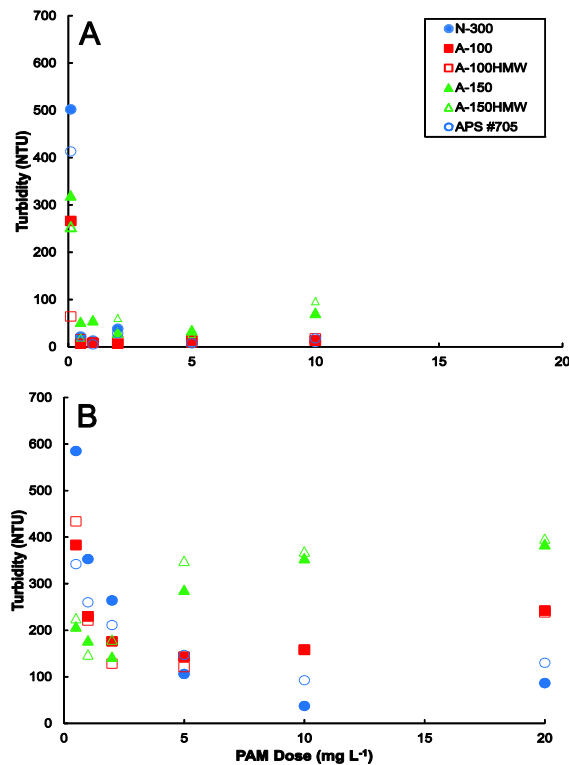 A
N-300
A-100
A-100HMW
A-150
A-150HMW
APS #705
Turbidity (NTU)
700
600
500
400
300
200
100
0
0 5 10 15 20
B
Turbidity (NTU)
700
600
500
400
300
200
100
0
0 5 10 15 20
PAM Dose (mg L⁻¹)